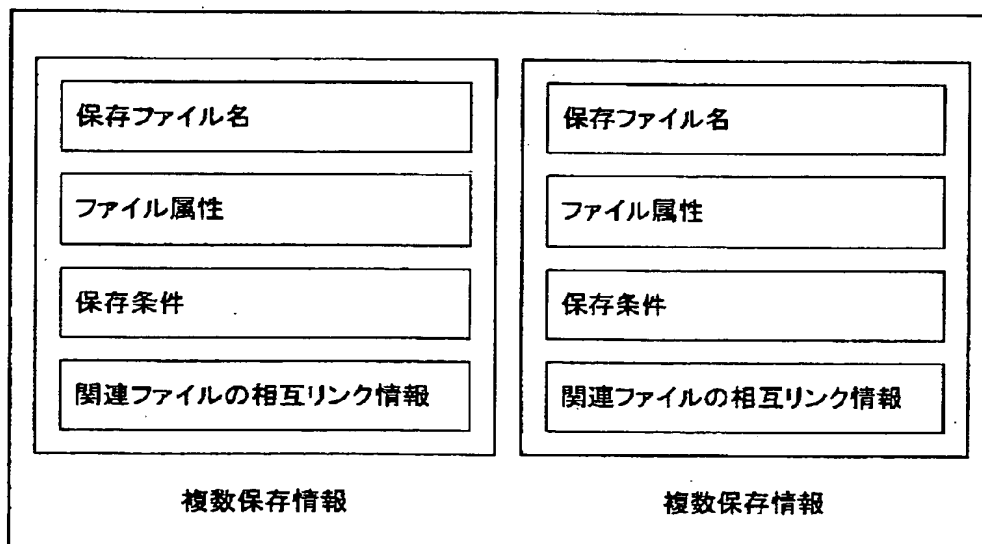 保存ファイル名
ファイル属性
保存条件
関連ファイルの相互リンク情報
複数保存情報
保存ファイル名
ファイル属性
保存条件
関連ファイルの相互リンク情報
複数保存情報